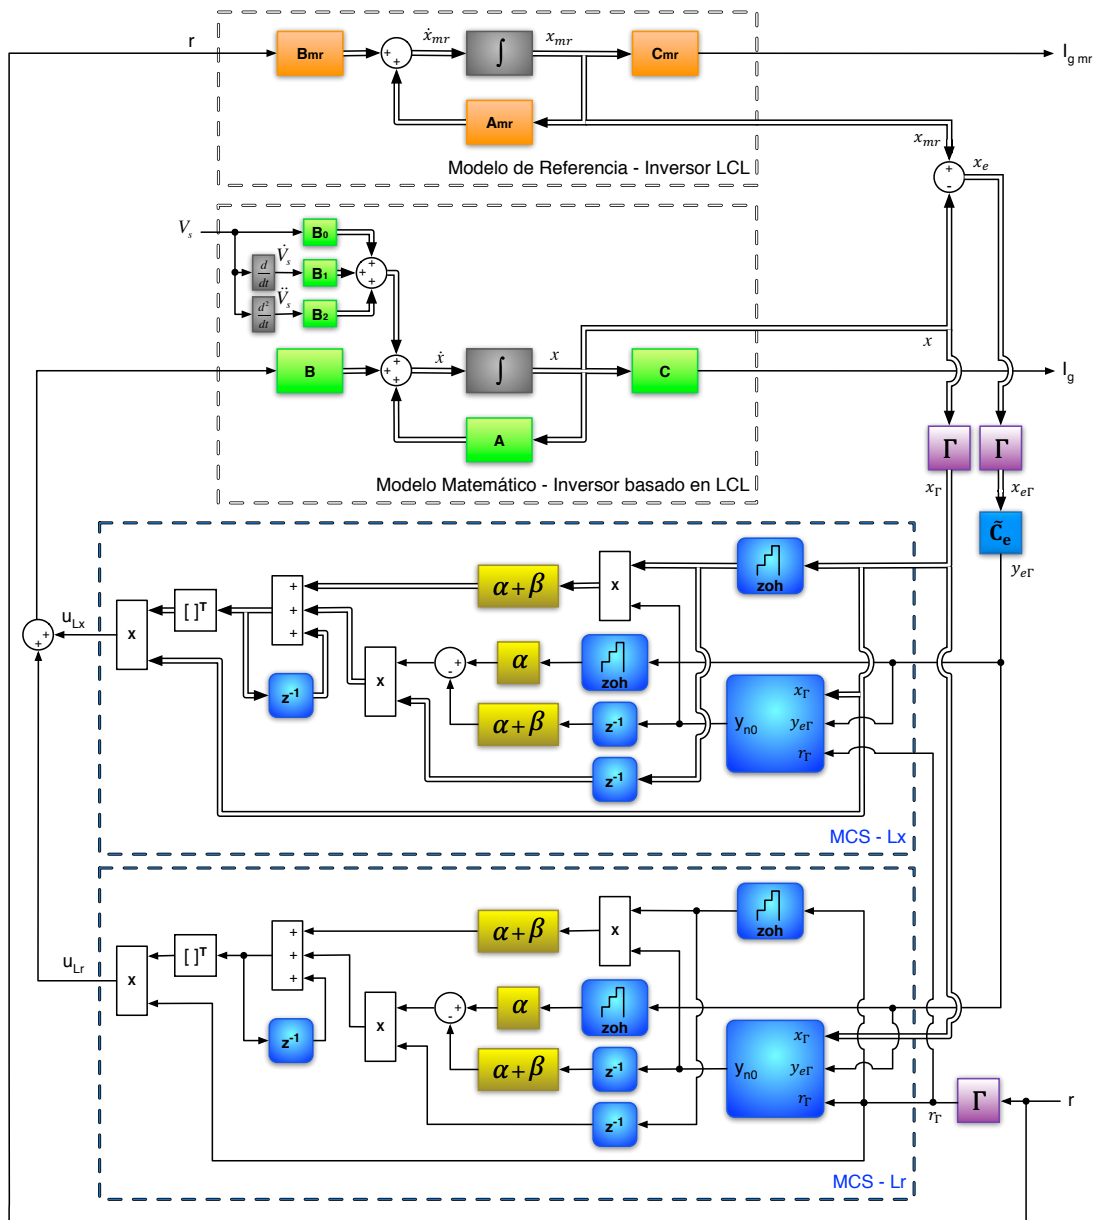 r
Bmr
+
+
ẋmr
∫
xmr
Cmr
Ig mr
Amr
xmr
Modelo de Referencia - Inversor LCL
+
-
xe
Vs
B0
d/dt
V̇s
B1
+
+
+
d²/dt
V̈s
B2
B
+
+
+
ẋ
∫
x
C
x
Ig
A
Γ
Γ
Modelo Matemático - Inversor basado en LCL
xΓ
xeΓ
C̃e
yeΓ
zoh
uLx
x
[ ]T
+
+
+
α+β
x
+
+
z-1
x
-
+
α
zoh
α+β
z-1
yn0
xΓ
yeΓ
rΓ
z-1
MCS - Lx
zoh
uLr
x
[ ]T
+
+
+
α+β
x
z-1
x
-
α
zoh
α+β
z-1
yn0
xΓ
yeΓ
rΓ
z-1
rΓ
Γ
r
MCS - Lr